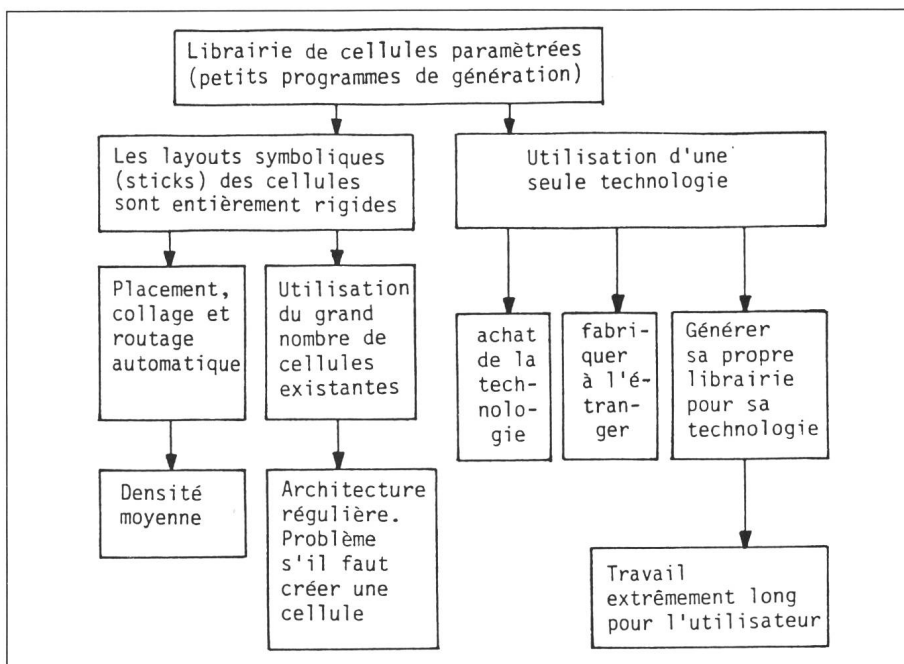 Librairie de cellules paramètrées
(petits programmes de génération)
Les layouts symboliques
(sticks) des cellules
sont entièrement rigides
Utilisation d'une
seule technologie
Placement,
collage et
routage
automatique
Utilisation
du grand
nombre de
cellules
existantes
achat
de la
tech-
nolo-
gie
fabri-
quer
à l'é-
tran-
ger
Générer
sa propre
librairie
pour sa
technologie
Densité
moyenne
Architecture
régulière.
Problème
s'il faut
créer une
cellule
Travail
extrêmement long
pour l'utilisateur